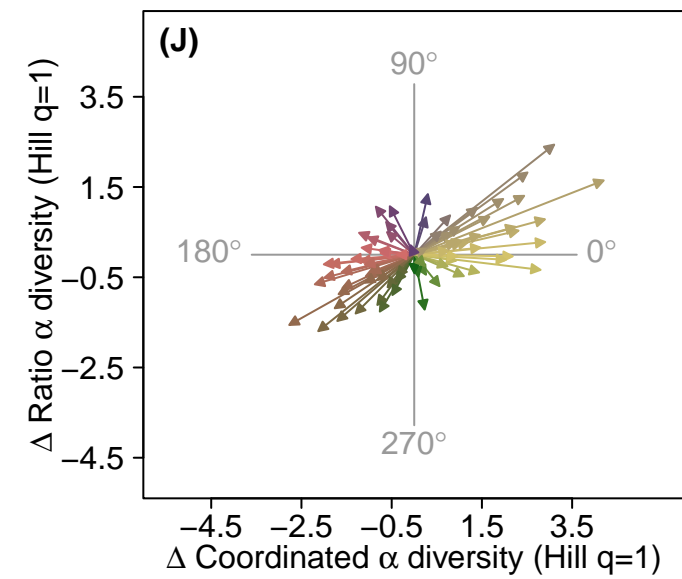 (J)
90°
180°
0°
270°
Δ Ratio α diversity (Hill q=1)
3.5
1.5
−0.5
−2.5
−4.5
−4.5 −2.5 −0.5 1.5 3.5
Δ Coordinated α diversity (Hill q=1)